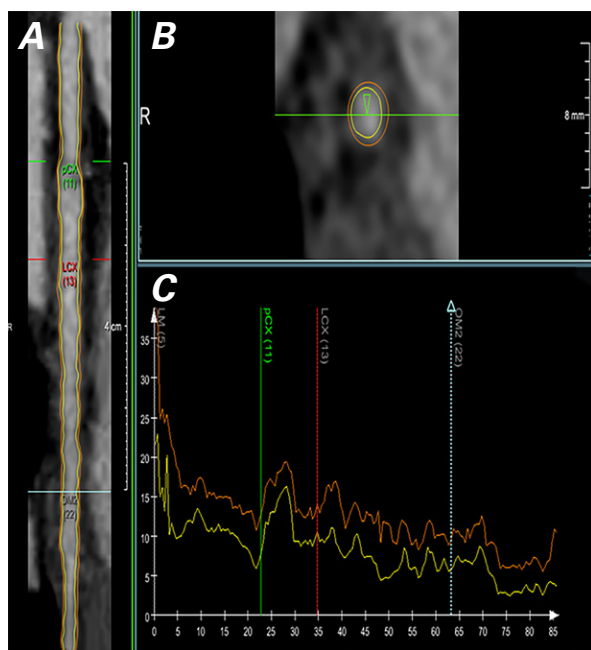 A
pCX
(11)
LCX
(13)
R
4 cm
OM2
(22)
B
R
8 mm
C
LM (5)
pCX (11)
LCX (13)
OM2 (22)
35
30
25
20
15
10
5
0
0 5 10 15 20 25 30 35 40 45 50 55 60 65 70 75 80 85